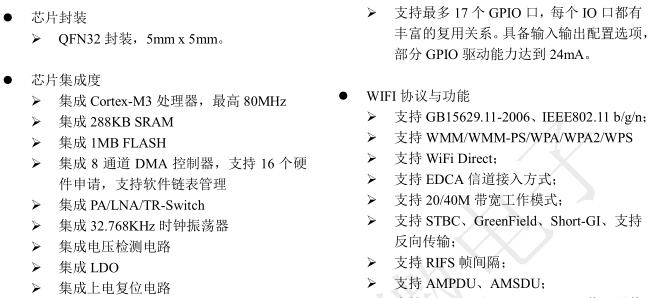 ● 芯片封装
➤ QFN32 封装，5mm x 5mm。
● 芯片集成度
➤ 集成 Cortex-M3 处理器，最高 80MHz
➤ 集成 288KB SRAM
➤ 集成 1MB FLASH
➤ 集成 8 通道 DMA 控制器，支持 16 个硬
件申请，支持软件链表管理
➤ 集成 PA/LNA/TR-Switch
➤ 集成 32.768KHz 时钟振荡器
➤ 集成电压检测电路
➤ 集成 LDO
➤ 集成上电复位电路
➤ 支持最多 17 个 GPIO 口，每个 IO 口都有
丰富的复用关系。具备输入输出配置选项，
部分 GPIO 驱动能力达到 24mA。
● WIFI 协议与功能
➤ 支持 GB15629.11-2006、IEEE802.11 b/g/n;
➤ 支持 WMM/WMM-PS/WPA/WPA2/WPS
➤ 支持 WiFi Direct;
➤ 支持 EDCA 信道接入方式；
➤ 支持 20/40M 带宽工作模式；
➤ 支持 STBC、GreenField、Short-GI、支持
反向传输；
➤ 支持 RIFS 帧间隔；
➤ 支持 AMPDU、AMSDU；